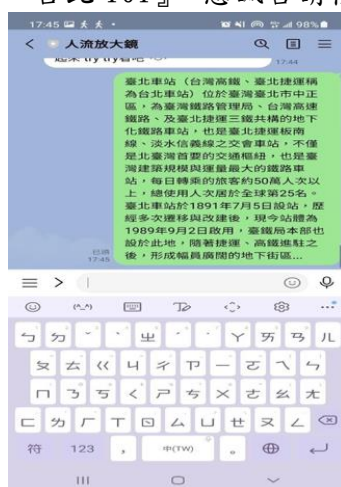 台北 101』
17:45
98%
人流放大鏡
起來 try try看吧
17:44
臺北車站（台灣高鐵、臺北捷運稱
為台北車站）位於臺灣臺北市中正
區，為臺灣鐵路管理局、台灣高速
鐵路、及臺北捷運三鐵共構的地下
化鐵路車站，也是臺北捷運板南
線、淡水信義線之交會車站，不僅
是北臺灣首要的交通樞紐，也是臺
灣建築規模與運量最大的鐵路車
站，每日轉乘的旅客約50萬人次以
上，總使用人次居於全球第25名。
臺北車站於1891年7月5日設站，歷
經多次遷移與改建後，現今站體為
1989年9月2日啟用，臺鐵局本部也
設於此地，隨著捷運、高鐵進駐之
後，形成幅員廣闊的地下街區...
已讀
17:45
ㄅ ㄉ ˇ ˋ ㄓ ˊ ˙ ㄚ ㄞ ㄢ ㄦ
ㄆ ㄊ ㄍ ㄐ ㄔ ㄗ ㄧ ㄛ ㄟ ㄣ
ㄇ ㄋ ㄎ ㄑ ㄕ ㄘ ㄨ ㄜ ㄠ ㄤ
ㄈ ㄌ ㄏ ㄒ ㄖ ㄙ ㄩ ㄝ ㄡ ㄥ
符 123 ， 中(TW) 。